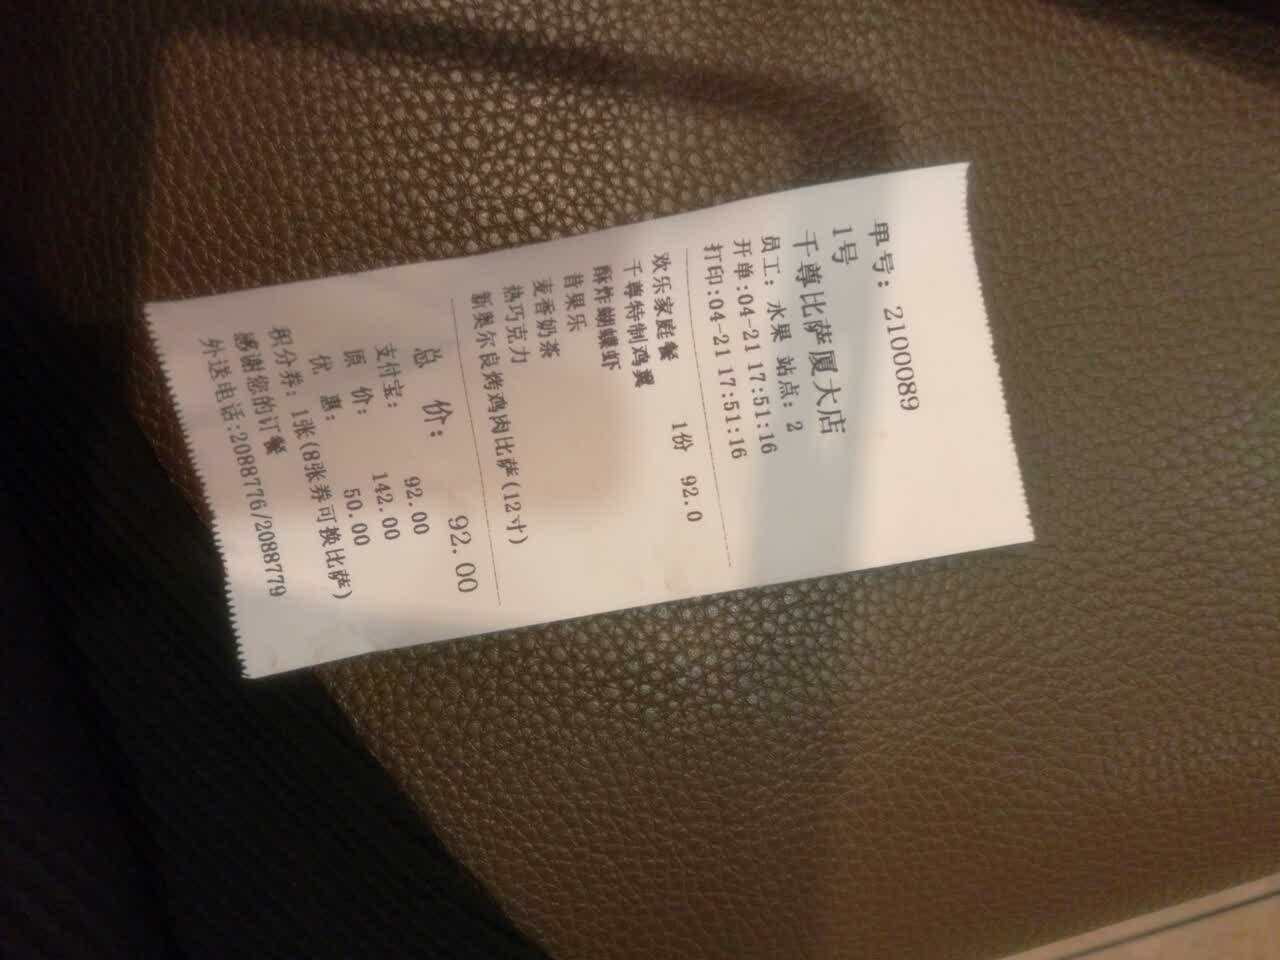 单号: 2100089
1号
千尊比萨厦大店
员工: 水果 站点: 2
开单:04-21 17:51:16
打印:04-21 17:51:16
欢乐家庭餐 1份 92.0
千尊特制鸡翼
酥炸蝴蝶虾
昔果乐
麦香奶茶
热巧克力
新奥尔良烤鸡肉比萨(12寸)
总 价: 92.00
支付宝: 92.00
原 价: 142.00
优 惠: 50.00
积分券: 1张(8张券可换比萨)
感谢您的订餐
外送电话:2088776/2088779